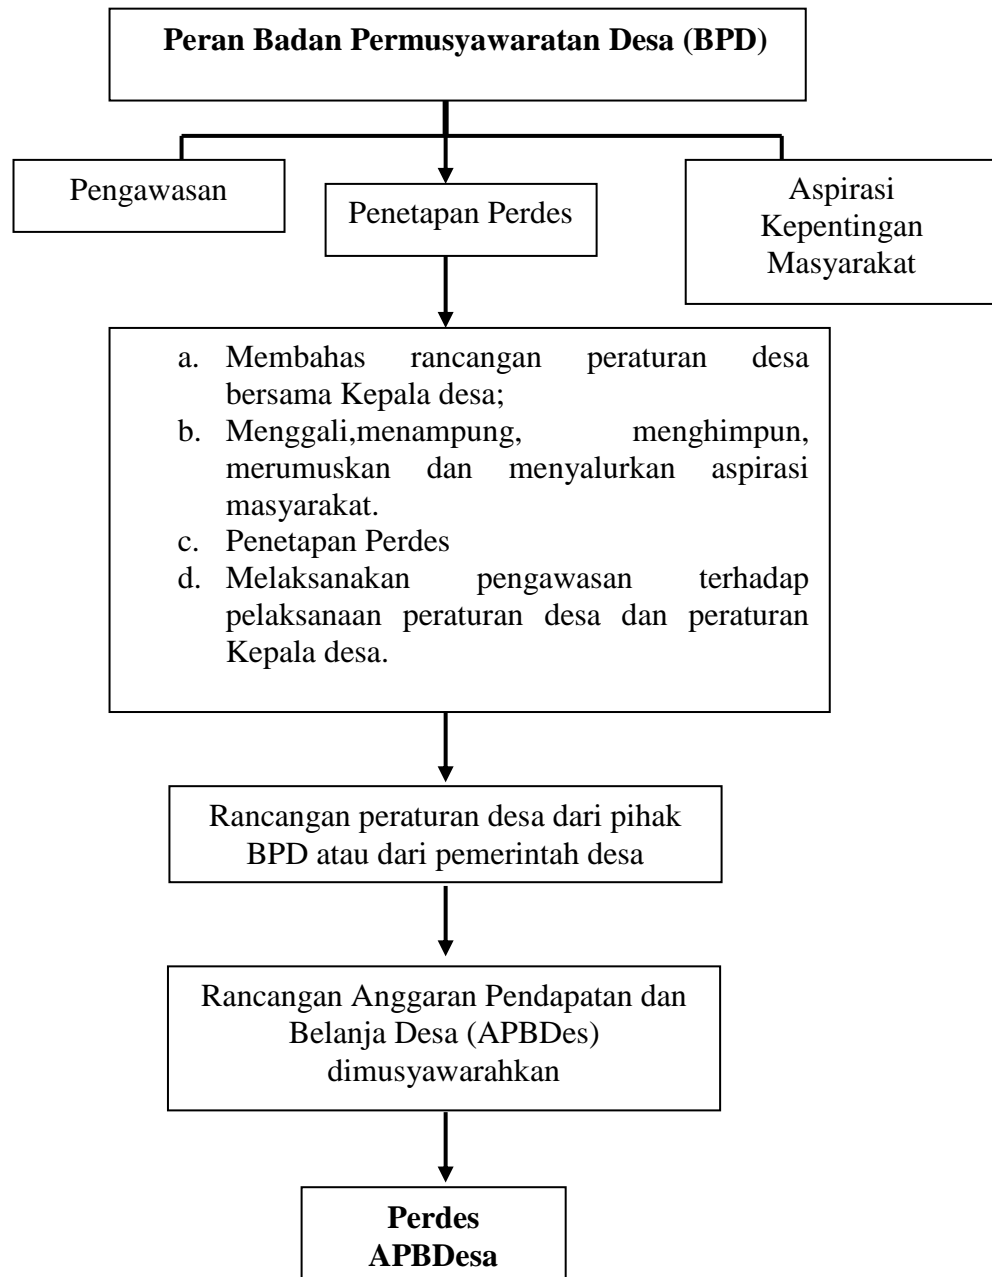 Peran Badan Permusyawaratan Desa (BPD)
Pengawasan
Penetapan Perdes
Aspirasi
Kepentingan
Masyarakat
a. Membahas rancangan peraturan desa
bersama Kepala desa;
b. Menggali,menampung, menghimpun,
merumuskan dan menyalurkan aspirasi
masyarakat.
c. Penetapan Perdes
d. Melaksanakan pengawasan terhadap
pelaksanaan peraturan desa dan peraturan
Kepala desa.
Rancangan peraturan desa dari pihak
BPD atau dari pemerintah desa
Rancangan Anggaran Pendapatan dan
Belanja Desa (APBDes)
dimusyawarahkan
Perdes
APBDesa